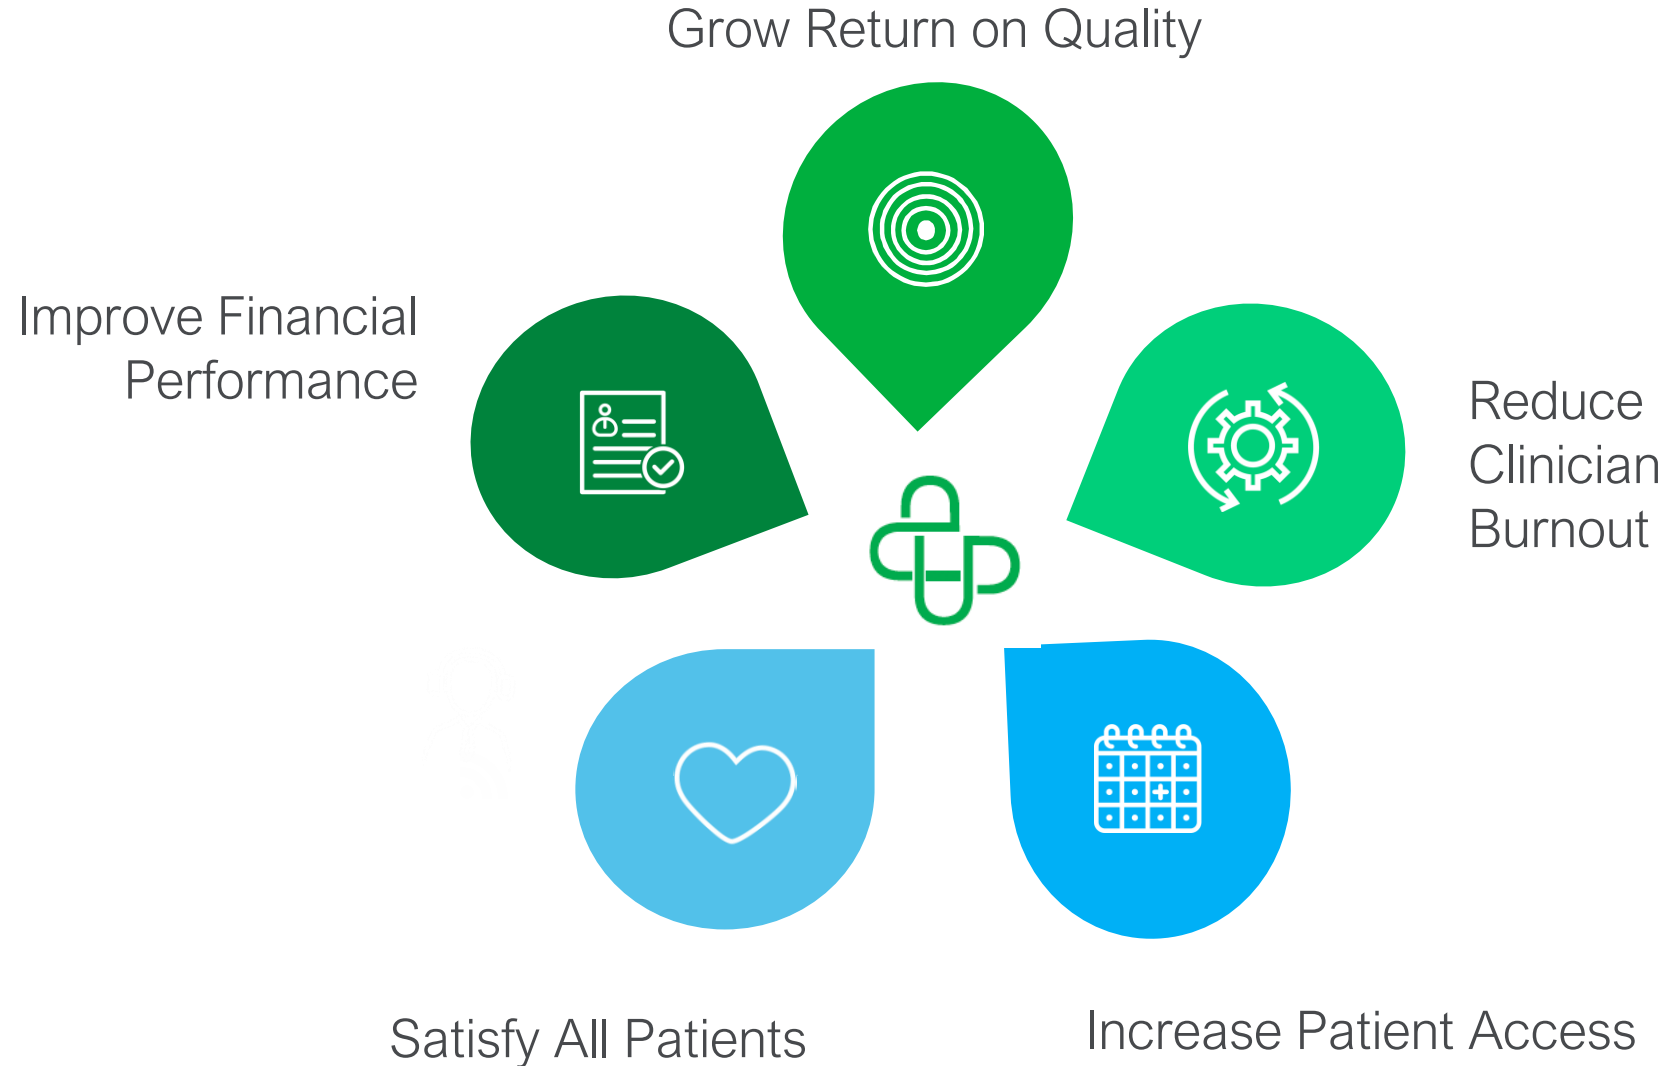 Grow Return on Quality
Improve Financial
Performance
Reduce
Clinician
Burnout
Satisfy All Patients
Increase Patient Access